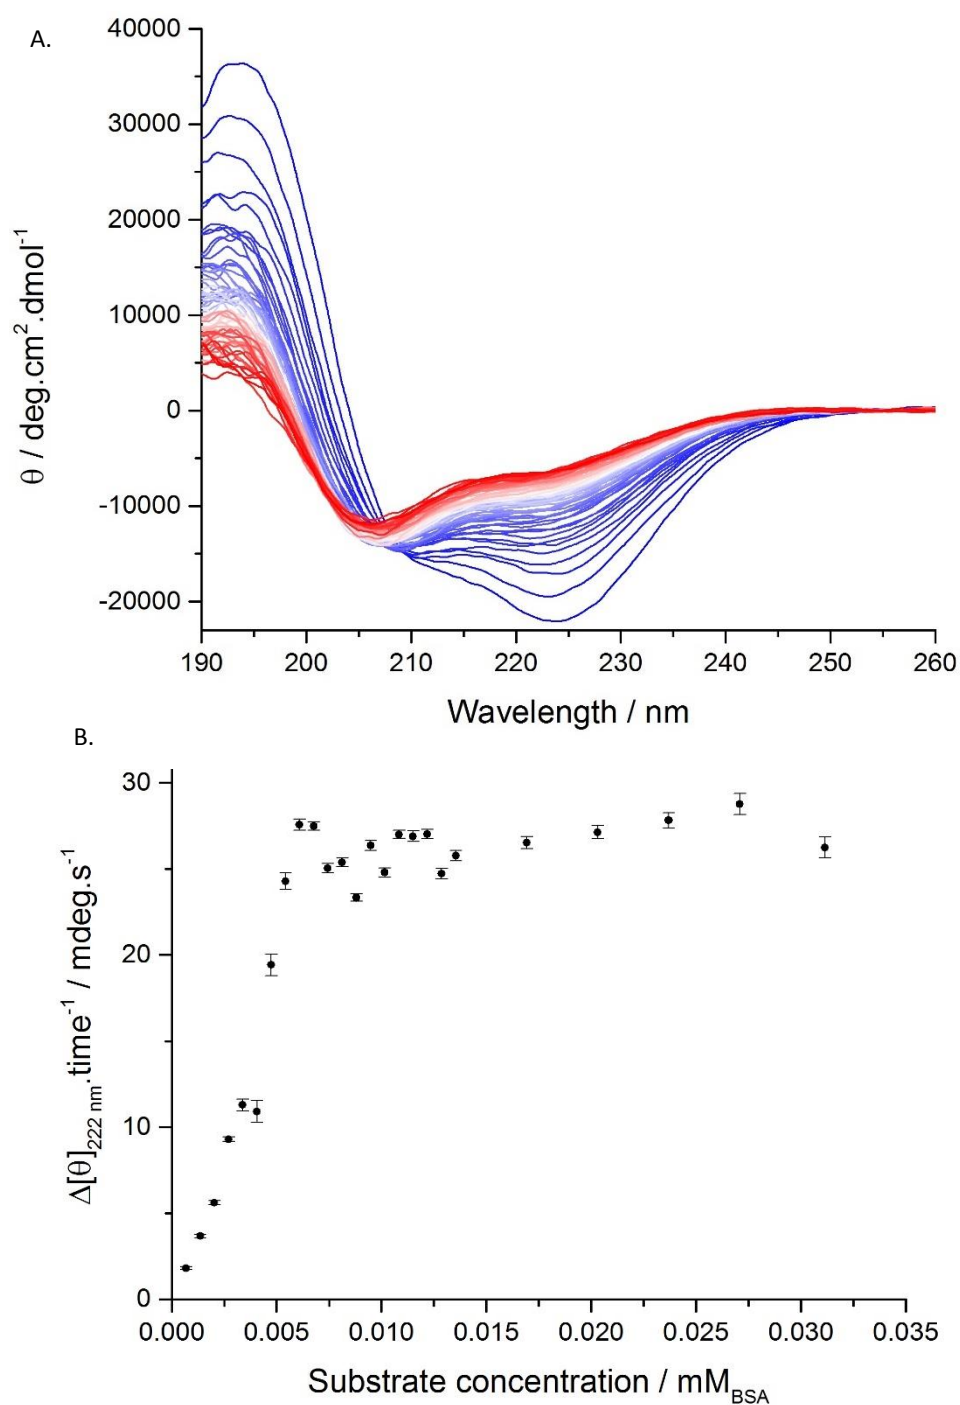 A.
40000
30000
20000
10000
0
-10000
-20000
θ / deg.cm².dmol⁻¹
190 200 210 220 230 240 250 260
Wavelength / nm
B.
30
20
10
0
Δ[θ]₂₂₂ ₙₘ.time⁻¹ / mdeg.s⁻¹
0.000 0.005 0.010 0.015 0.020 0.025 0.030 0.035
Substrate concentration / mM_BSA